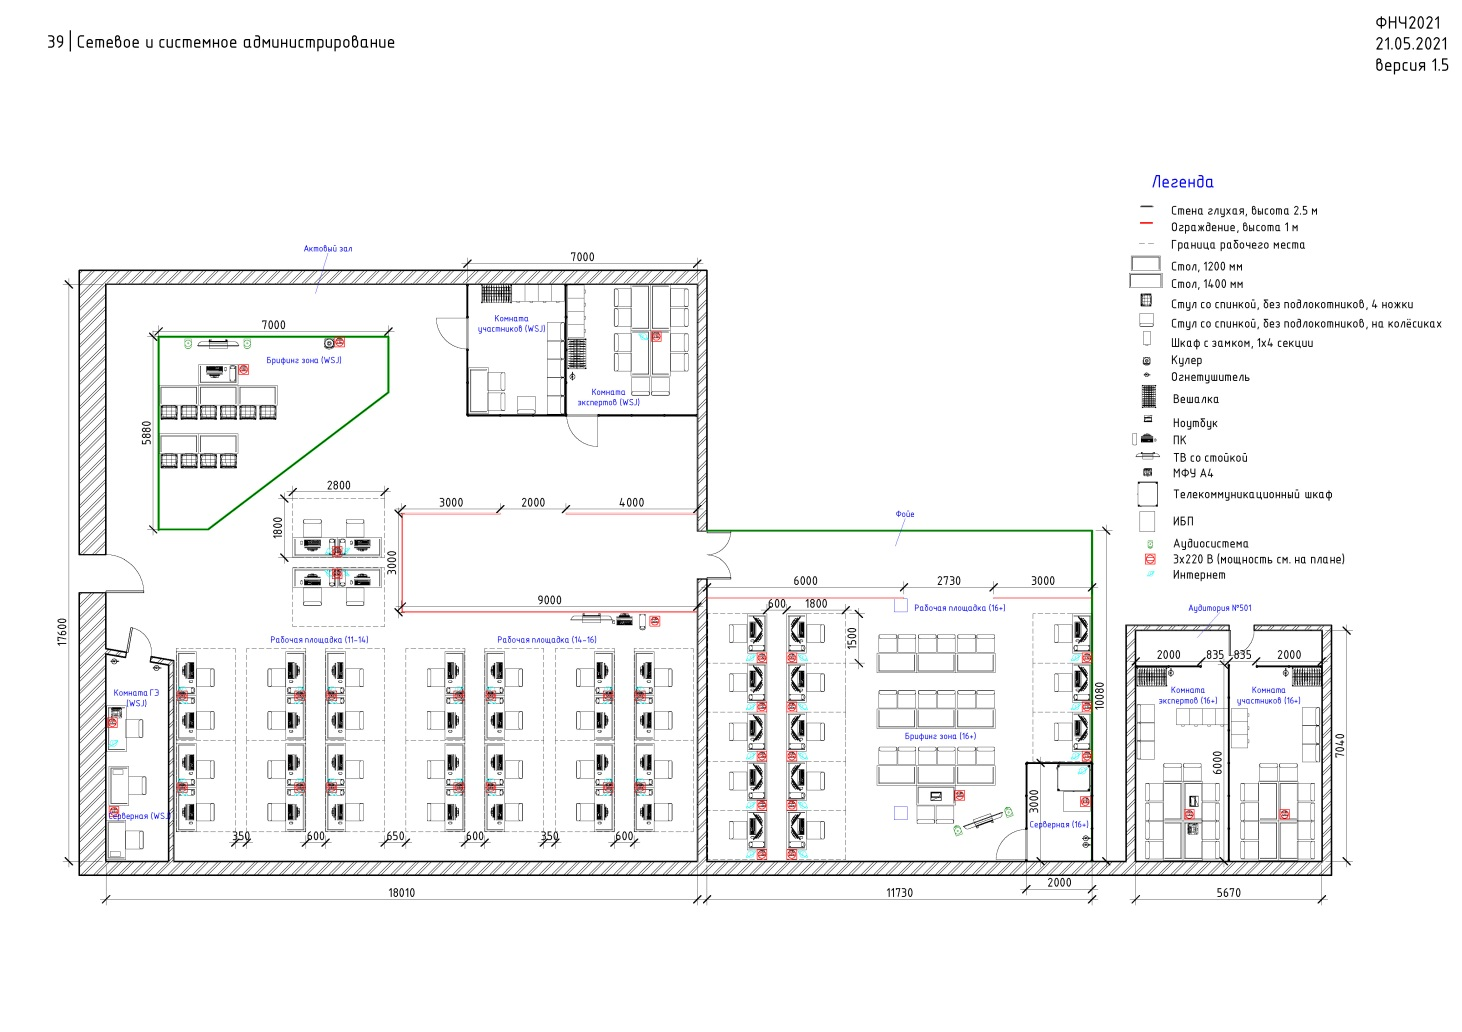 39 | Сетевое и системное администрирование
ФНЧ2021
21.05.2021
версия 1.5
Легенда
Стена глухая, высота 2.5 м
Ограждение, высота 1 м
Граница рабочего места
Стол, 1200 мм
Стол, 1400 мм
Стул со спинкой, без подлокотников, 4 ножки
Стул со спинкой, без подлокотников, на колёсиках
Шкаф с замком, 1х4 секции
Кулер
Огнетушитель
Вешалка
Ноутбук
ПК
ТВ со стойкой
МФУ А4
Телекоммуникационный шкаф
ИБП
Аудиосистема
3х220 В (мощность см. на плане)
Интернет
Актовый зал
7000
7000
Комната
участников (WSJ)
Брифинг зона (WSJ)
Комната
экспертов (WSJ)
5880
2800
3000
2000
4000
1800
3000
9000
17600
Рабочая площадка (11-14)
Рабочая площадка (14-16)
Комната ГЭ
(WSJ)
Серверная (WSJ)
350
600
650
600
350
600
18010
Фойе
6000
2730
3000
600
1800
Рабочая площадка (16+)
1500
10080
Брифинг зона (16+)
3000
Серверная (16+)
2000
11730
Аудитория №501
2000
835
835
2000
Комната
экспертов (16+)
Комната
участников (16+)
6000
7040
5670